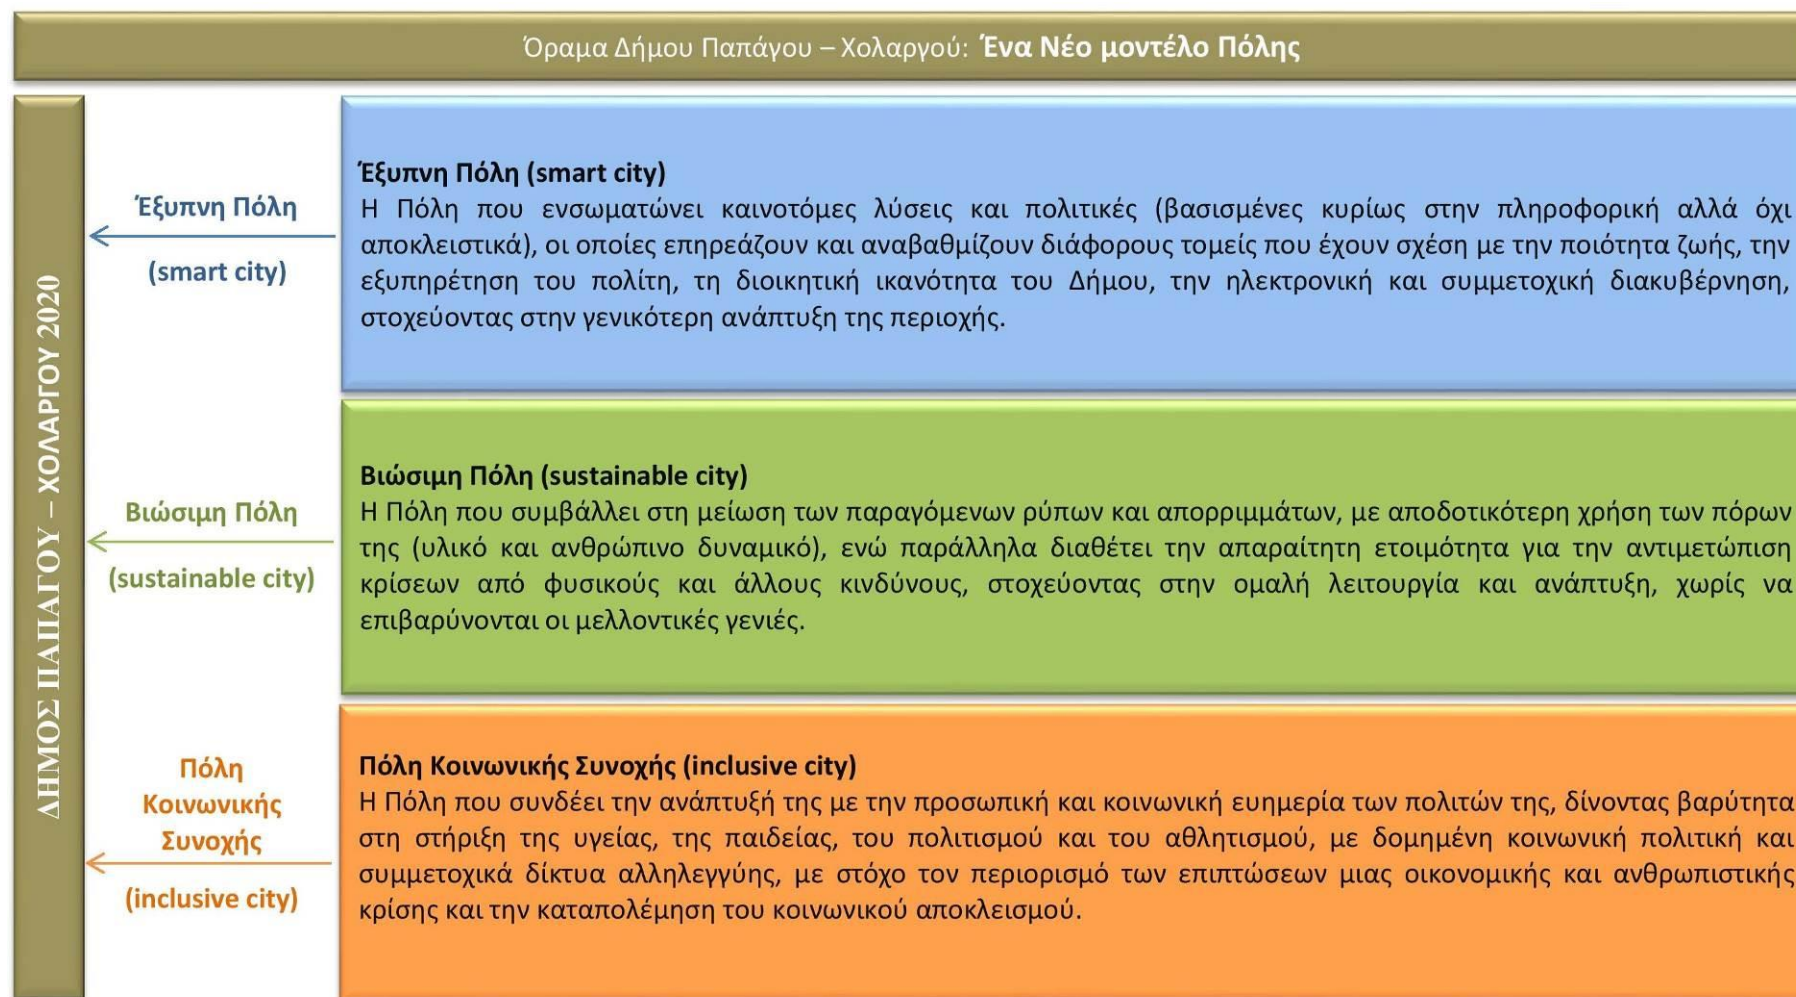 Όραμα Δήμου Παπάγου – Χολαργού: Ένα Νέο μοντέλο Πόλης
ΔΗΜΟΣ ΠΑΠΑΓΟΥ – ΧΟΛΑΡΓΟΥ 2020
Έξυπνη Πόλη
(smart city)
Έξυπνη Πόλη (smart city)
Η Πόλη που ενσωματώνει καινοτόμες λύσεις και πολιτικές (βασισμένες κυρίως στην πληροφορική αλλά όχι
αποκλειστικά), οι οποίες επηρεάζουν και αναβαθμίζουν διάφορους τομείς που έχουν σχέση με την ποιότητα ζωής, την
εξυπηρέτηση του πολίτη, τη διοικητική ικανότητα του Δήμου, την ηλεκτρονική και συμμετοχική διακυβέρνηση,
στοχεύοντας στην γενικότερη ανάπτυξη της περιοχής.
Βιώσιμη Πόλη
(sustainable city)
Βιώσιμη Πόλη (sustainable city)
Η Πόλη που συμβάλλει στη μείωση των παραγόμενων ρύπων και απορριμμάτων, με αποδοτικότερη χρήση των πόρων
της (υλικό και ανθρώπινο δυναμικό), ενώ παράλληλα διαθέτει την απαραίτητη ετοιμότητα για την αντιμετώπιση
κρίσεων από φυσικούς και άλλους κινδύνους, στοχεύοντας στην ομαλή λειτουργία και ανάπτυξη, χωρίς να
επιβαρύνονται οι μελλοντικές γενιές.
Πόλη
Κοινωνικής
Συνοχής
(inclusive city)
Πόλη Κοινωνικής Συνοχής (inclusive city)
Η Πόλη που συνδέει την ανάπτυξή της με την προσωπική και κοινωνική ευημερία των πολιτών της, δίνοντας βαρύτητα
στη στήριξη της υγείας, της παιδείας, του πολιτισμού και του αθλητισμού, με δομημένη κοινωνική πολιτική και
συμμετοχικά δίκτυα αλληλεγγύης, με στόχο τον περιορισμό των επιπτώσεων μιας οικονομικής και ανθρωπιστικής
κρίσης και την καταπολέμηση του κοινωνικού αποκλεισμού.